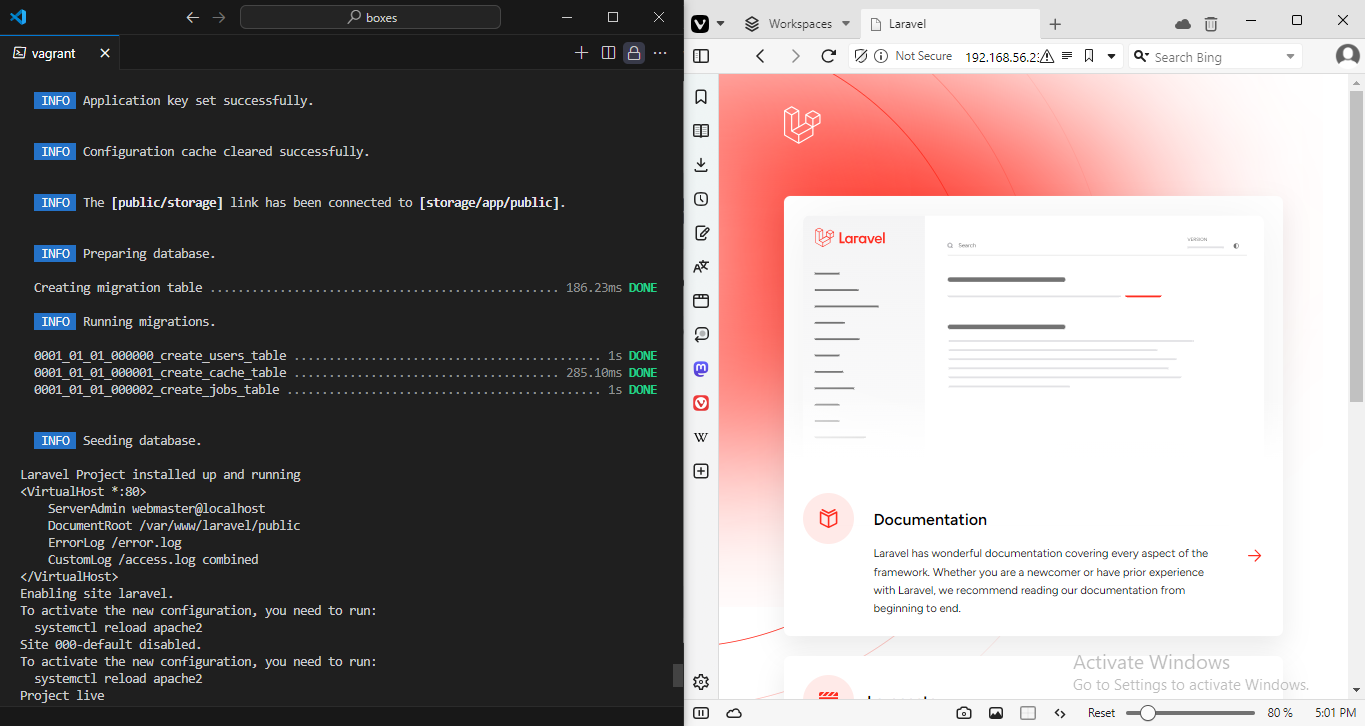 boxes
vagrant
INFO Application key set successfully.
INFO Configuration cache cleared successfully.
INFO The [public/storage] link has been connected to [storage/app/public].
INFO Preparing database.
Creating migration table .................................................. 186.23ms DONE
INFO Running migrations.
0001_01_01_000000_create_users_table ............................................ 1s DONE
0001_01_01_000001_create_cache_table ...................................... 285.10ms DONE
0001_01_01_000002_create_jobs_table ............................................. 1s DONE
INFO Seeding database.
Laravel Project installed up and running
<VirtualHost *:80>
ServerAdmin webmaster@localhost
DocumentRoot /var/www/laravel/public
ErrorLog /error.log
CustomLog /access.log combined
</VirtualHost>
Enabling site laravel.
To activate the new configuration, you need to run:
systemctl reload apache2
Site 000-default disabled.
To activate the new configuration, you need to run:
systemctl reload apache2
Project live
Workspaces
Laravel
Not Secure 192.168.56.2
Search Bing
Laravel
Search
VERSION
Documentation
Laravel has wonderful documentation covering every aspect of the
framework. Whether you are a newcomer or have prior experience
with Laravel, we recommend reading our documentation from
beginning to end.
Activate Windows
Go to Settings to activate Windows.
Reset
80 %
5:01 PM